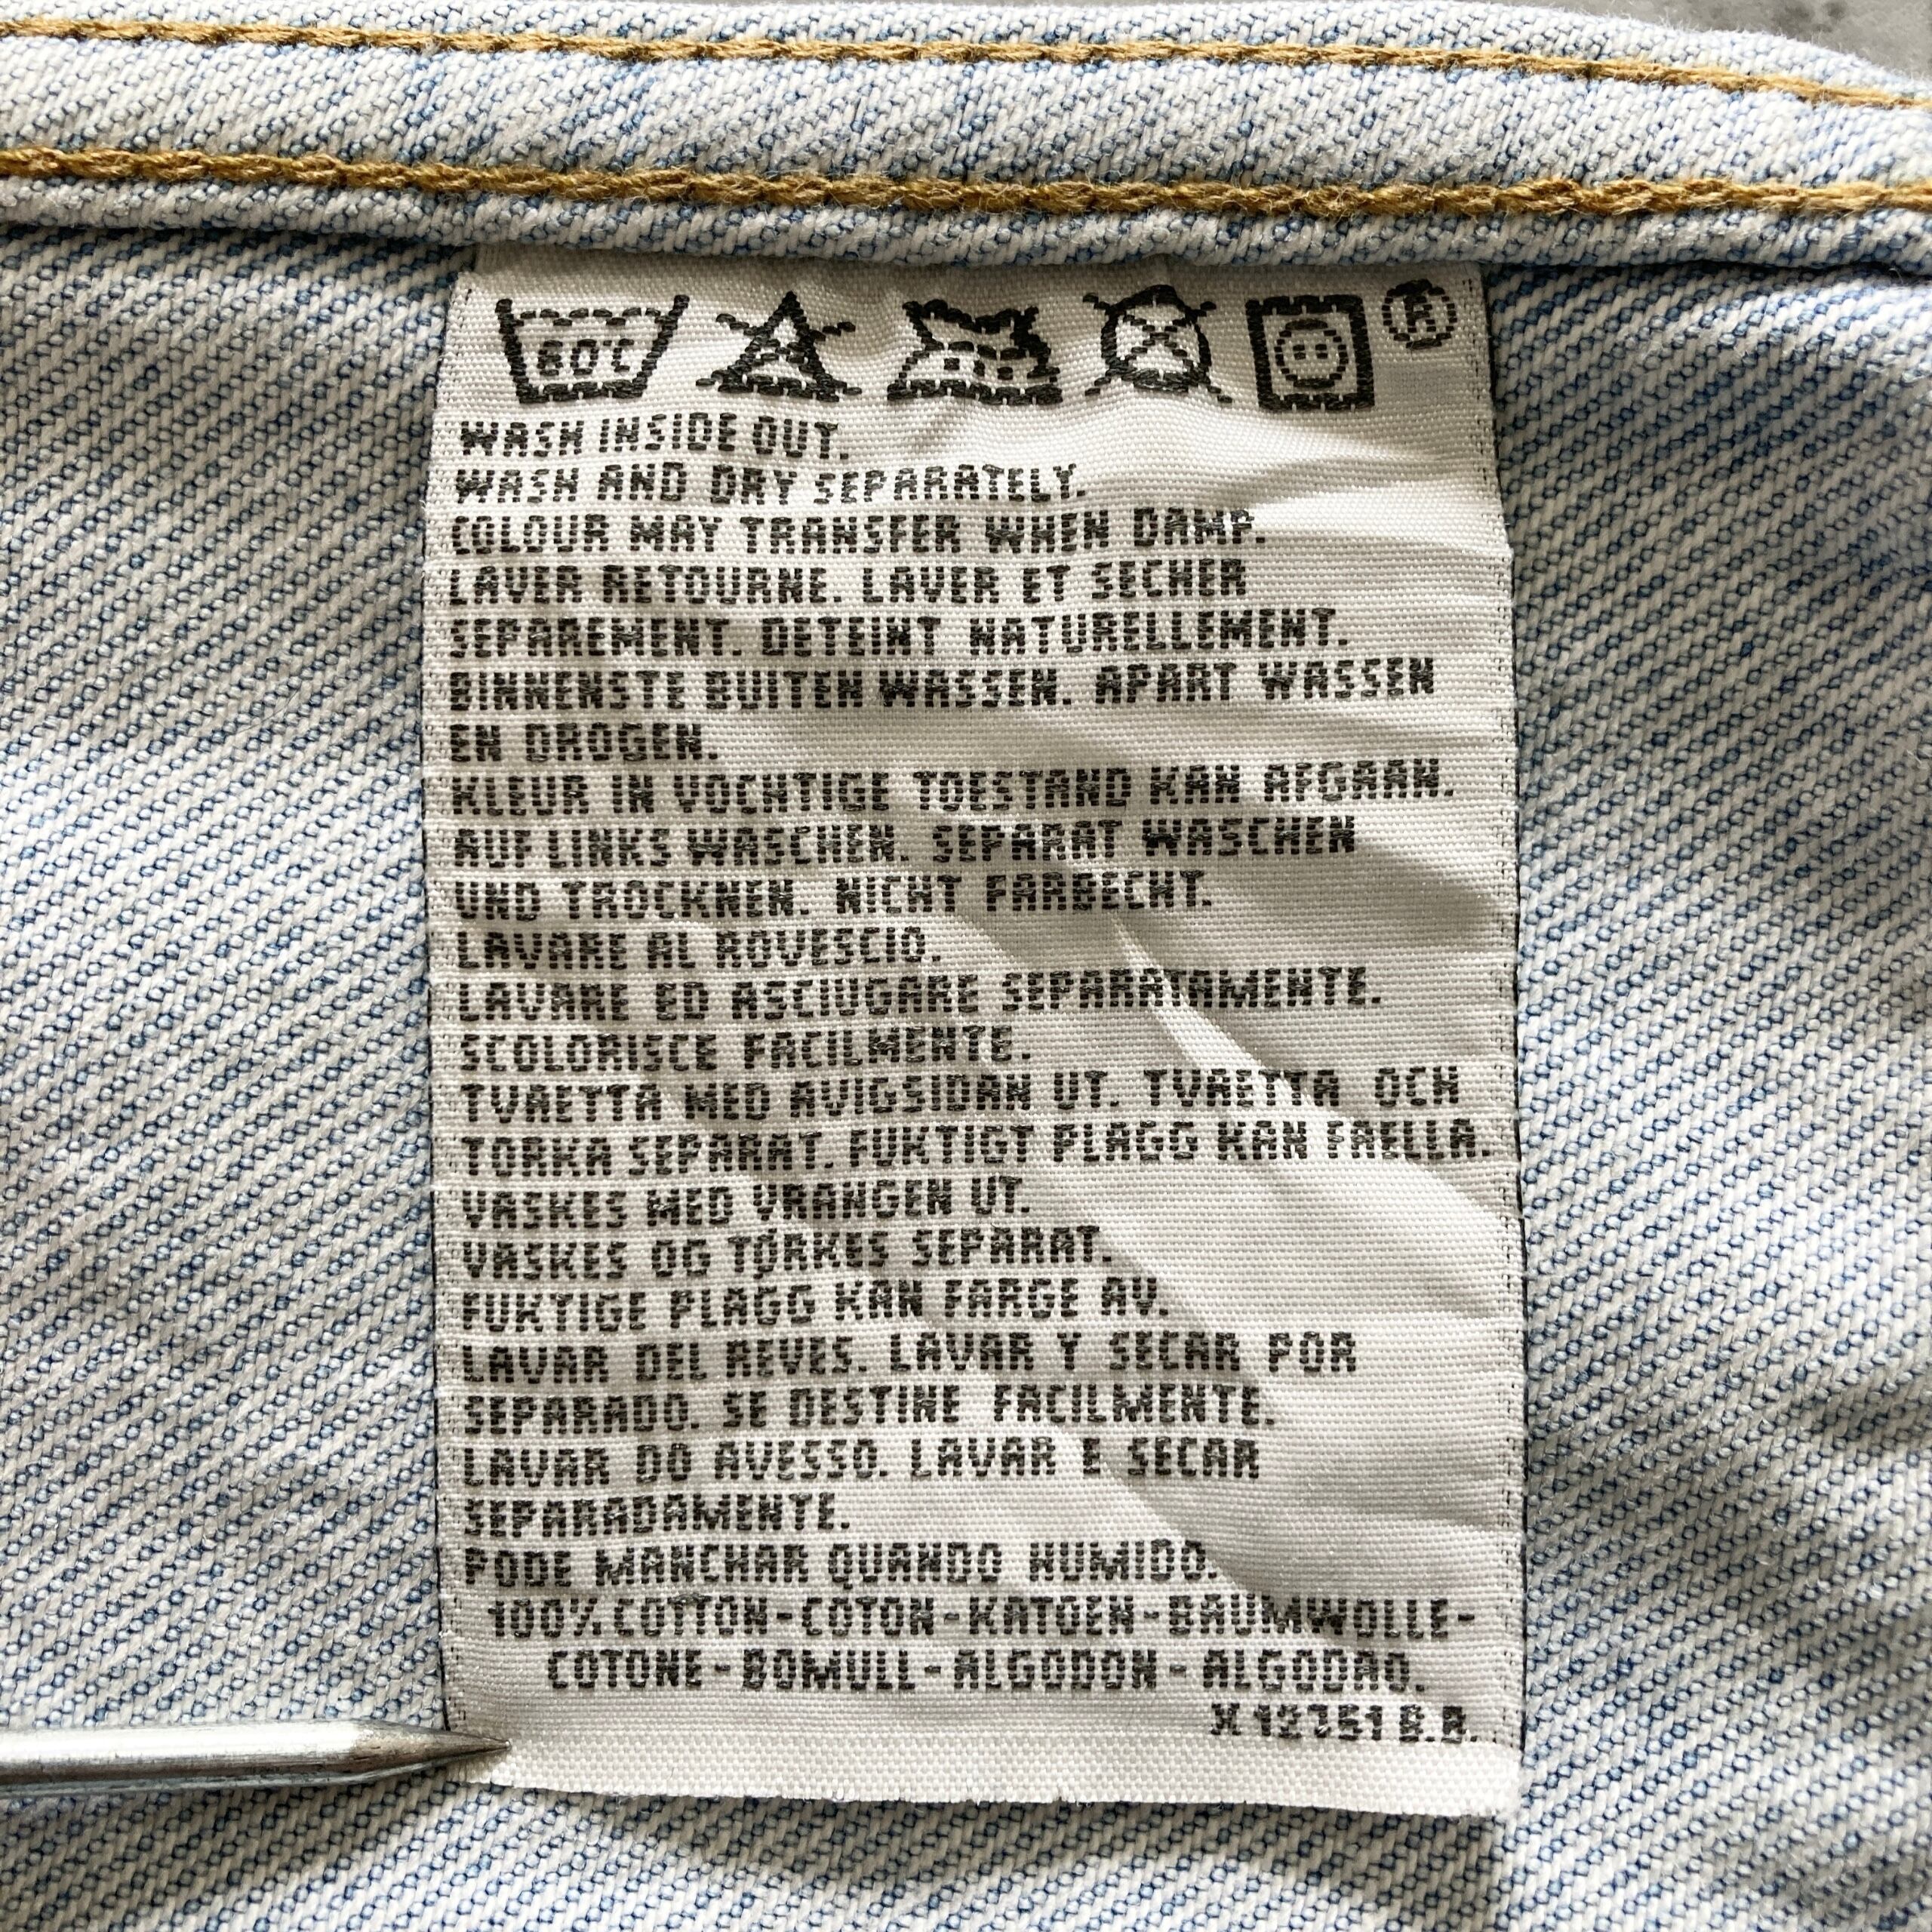 60°C
®
WASH INSIDE OUT.
WASH AND DRY SEPARATELY.
COLOUR MAY TRANSFER WHEN DAMP.
LAVER RETOURNE. LAVER ET SECHER
SEPAREMENT. DETEINT NATURELLEMENT.
BINNENSTE BUITEN WASSEN. APART WASSEN
EN DROGEN.
KLEUR IN VOCHTIGE TOESTAND KAN AFGAAN.
AUF LINKS WASCHEN. SEPARAT WASCHEN
UND TROCKNEN. NICHT FARBECHT.
LAVARE AL ROVESCIO.
LAVARE ED ASCIUGARE SEPARATAMENTE.
SCOLORISCE FACILMENTE.
TVAETTA MED AVIGSIDAN UT. TVAETTA OCH
TORKA SEPARAT. FUKTIGT PLAGG KAN FAELLA.
VASKES MED VRANGEN UT.
VASKES OG TØRKES SEPARAT.
FUKTIGE PLAGG KAN FARGE AV.
LAVAR DEL REVES. LAVAR Y SECAR POR
SEPARADO. SE DESTINE FACILMENTE.
LAVAR DO AVESSO. LAVAR E SECAR
SEPARADAMENTE.
PODE MANCHAR QUANDO HUMIDO.
100% COTTON-COTON-KATOEN-BAUMWOLLE-
COTONE-BOMULL-ALGODON-ALGODAO.